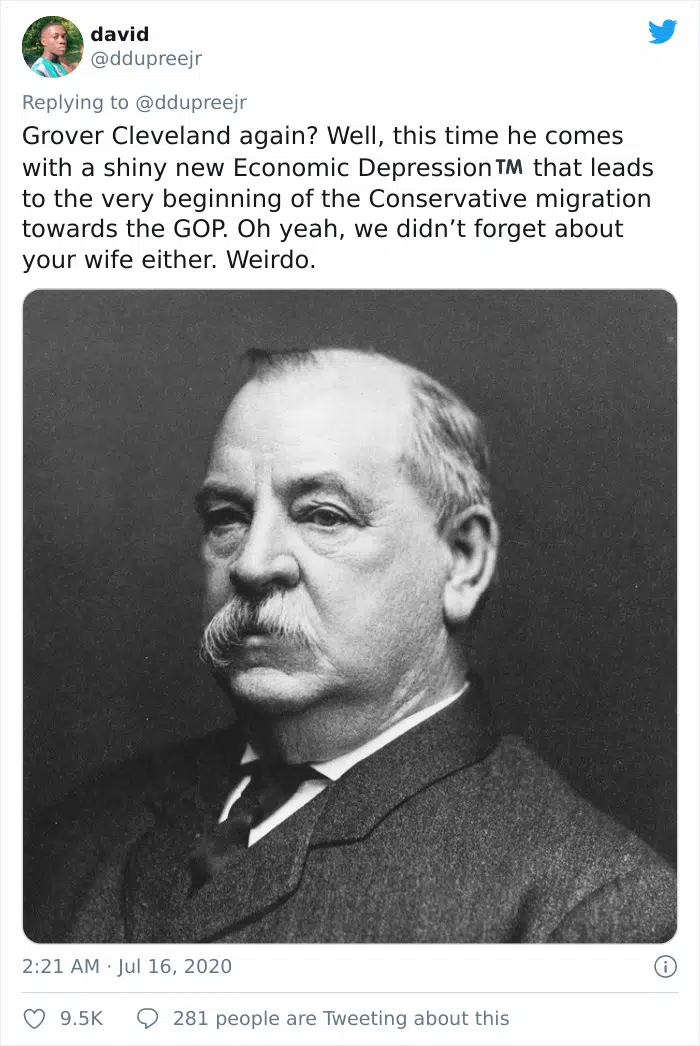 david
@ddupreejr
Replying to @ddupreejr
Grover Cleveland again? Well, this time he comes
with a shiny new Economic Depression™️ that leads
to the very beginning of the Conservative migration
towards the GOP. Oh yeah, we didn’t forget about
your wife either. Weirdo.
2:21 AM · Jul 16, 2020
9.5K
281 people are Tweeting about this